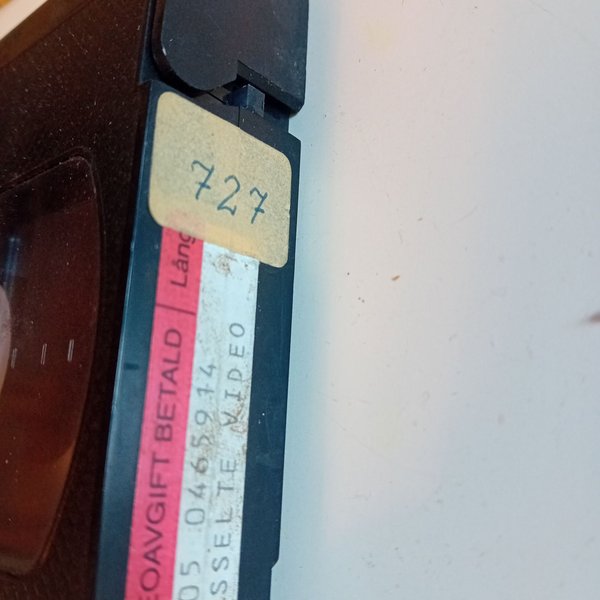 727
EOAVGIFT BETALD | Lång
05 0465914
SSELTE VIDEO